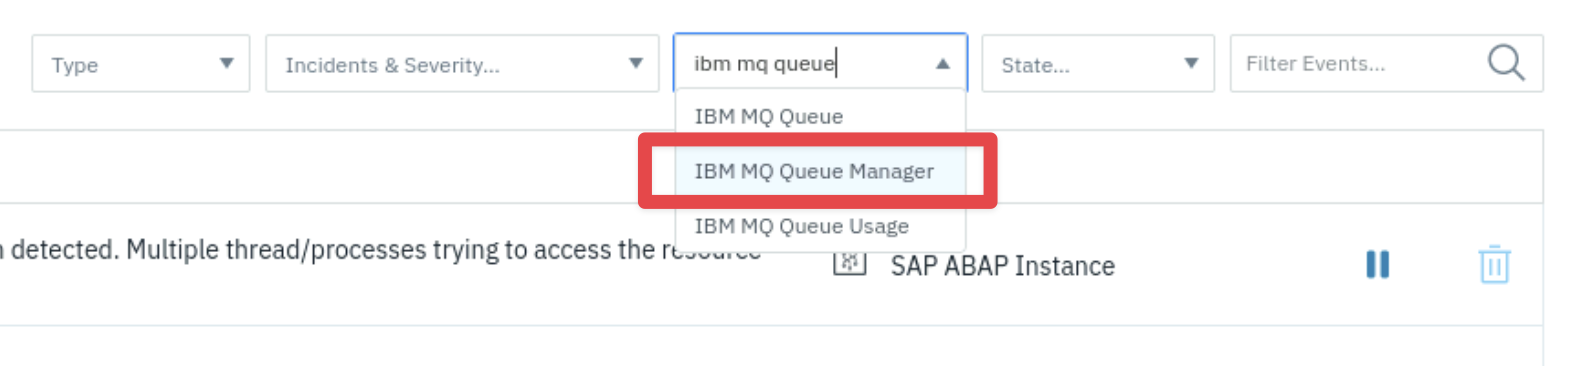 Type
Incidents & Severity...
ibm mq queue
State...
Filter Events...
IBM MQ Queue
IBM MQ Queue Manager
IBM MQ Queue Usage
detected. Multiple thread/processes trying to access the resource
SAP ABAP Instance